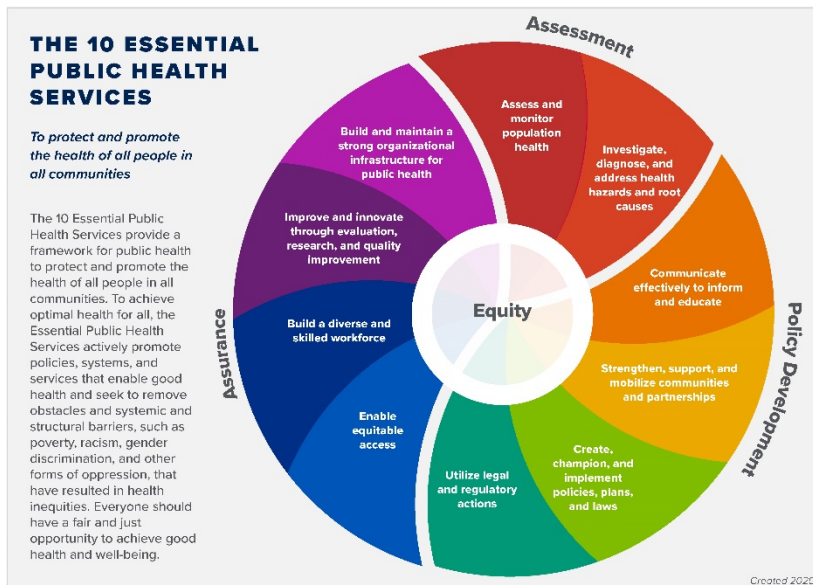 THE 10 ESSENTIAL
PUBLIC HEALTH
SERVICES
To protect and promote
the health of all people in
all communities
The 10 Essential Public
Health Services provide a
framework for public health
to protect and promote the
health of all people in all
communities. To achieve
optimal health for all, the
Essential Public Health
Services actively promote
policies, systems, and
services that enable good
health and seek to remove
obstacles and systemic and
structural barriers, such as
poverty, racism, gender
discrimination, and other
forms of oppression, that
have resulted in health
inequities. Everyone should
have a fair and just
opportunity to achieve good
health and well-being.
Assessment
Assess and
monitor
population
health
Investigate,
diagnose, and
address health
hazards and root
causes
Policy Development
Communicate
effectively to inform
and educate
Strengthen, support, and
mobilize communities
and partnerships
Create,
champion, and
implement
policies, plans,
and laws
Utilize legal
and regulatory
actions
Assurance
Enable
equitable
access
Build a diverse and
skilled workforce
Improve and innovate
through evaluation,
research, and quality
improvement
Build and maintain a
strong organizational
infrastructure for
public health
Equity
Created 2020